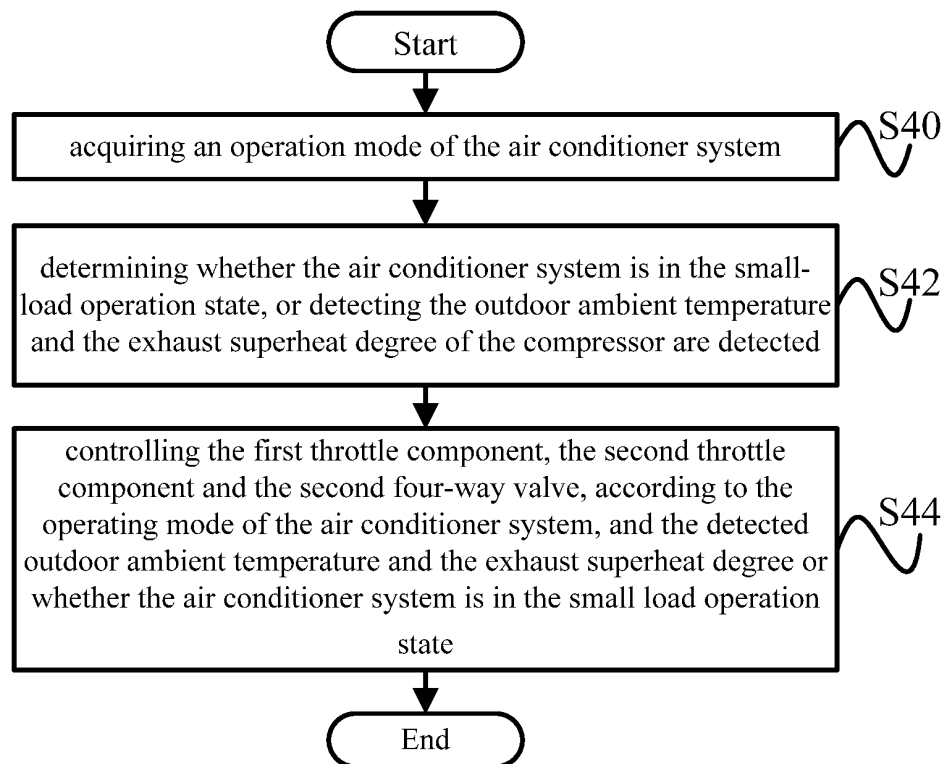 Start
acquiring an operation mode of the air conditioner system
S40
determining whether the air conditioner system is in the small-
load operation state, or detecting the outdoor ambient temperature
and the exhaust superheat degree of the compressor are detected
S42
controlling the first throttle component, the second throttle
component and the second four-way valve, according to the
operating mode of the air conditioner system, and the detected
outdoor ambient temperature and the exhaust superheat degree or
whether the air conditioner system is in the small load operation
state
S44
End